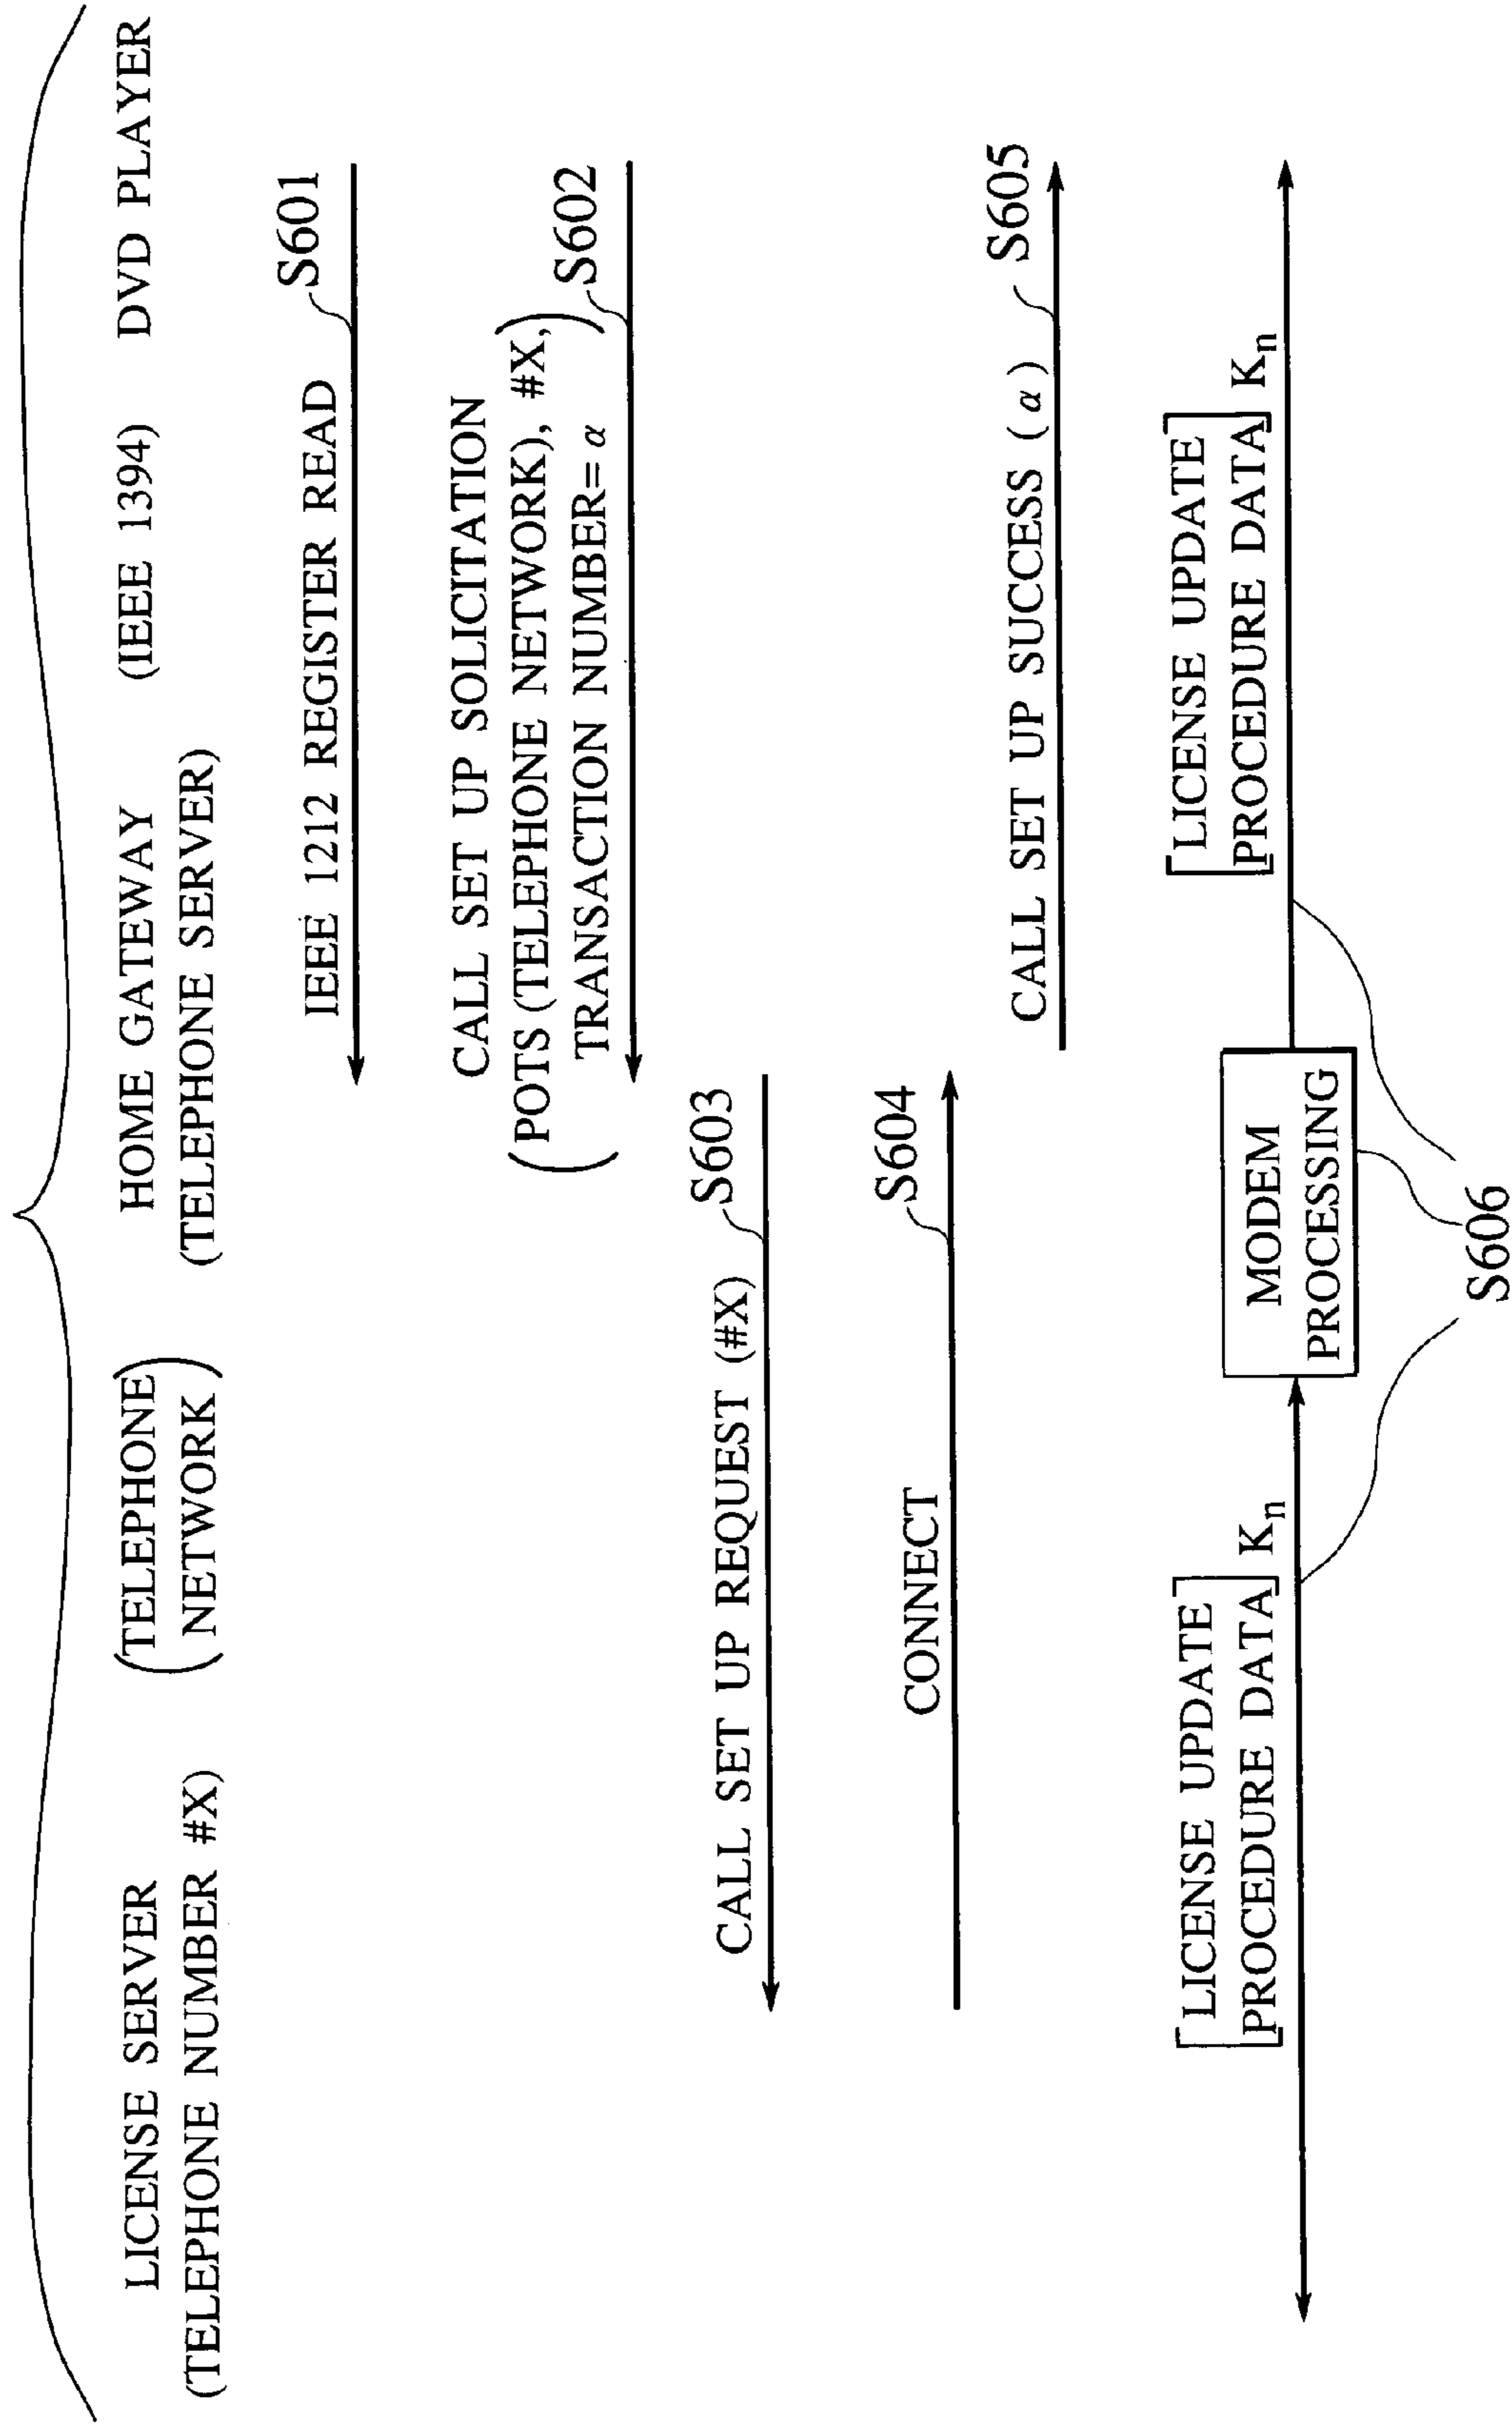 LICENSE SERVER
(TELEPHONE NUMBER #X)
(TELEPHONE
NETWORK)
HOME GATEWAY
(TELEPHONE SERVER)
(IEEE 1394)
DVD PLAYER
IEEE 1212 REGISTER READ
S601
CALL SET UP SOLICITATION
(POTS (TELEPHONE NETWORK), #X,
TRANSACTION NUMBER=α)
S602
CALL SET UP REQUEST (#X)
S603
CONNECT
S604
CALL SET UP SUCCESS (α)
S605
[LICENSE UPDATE
PROCEDURE DATA] Kn
MODEM
PROCESSING
[LICENSE UPDATE
PROCEDURE DATA] Kn
S606